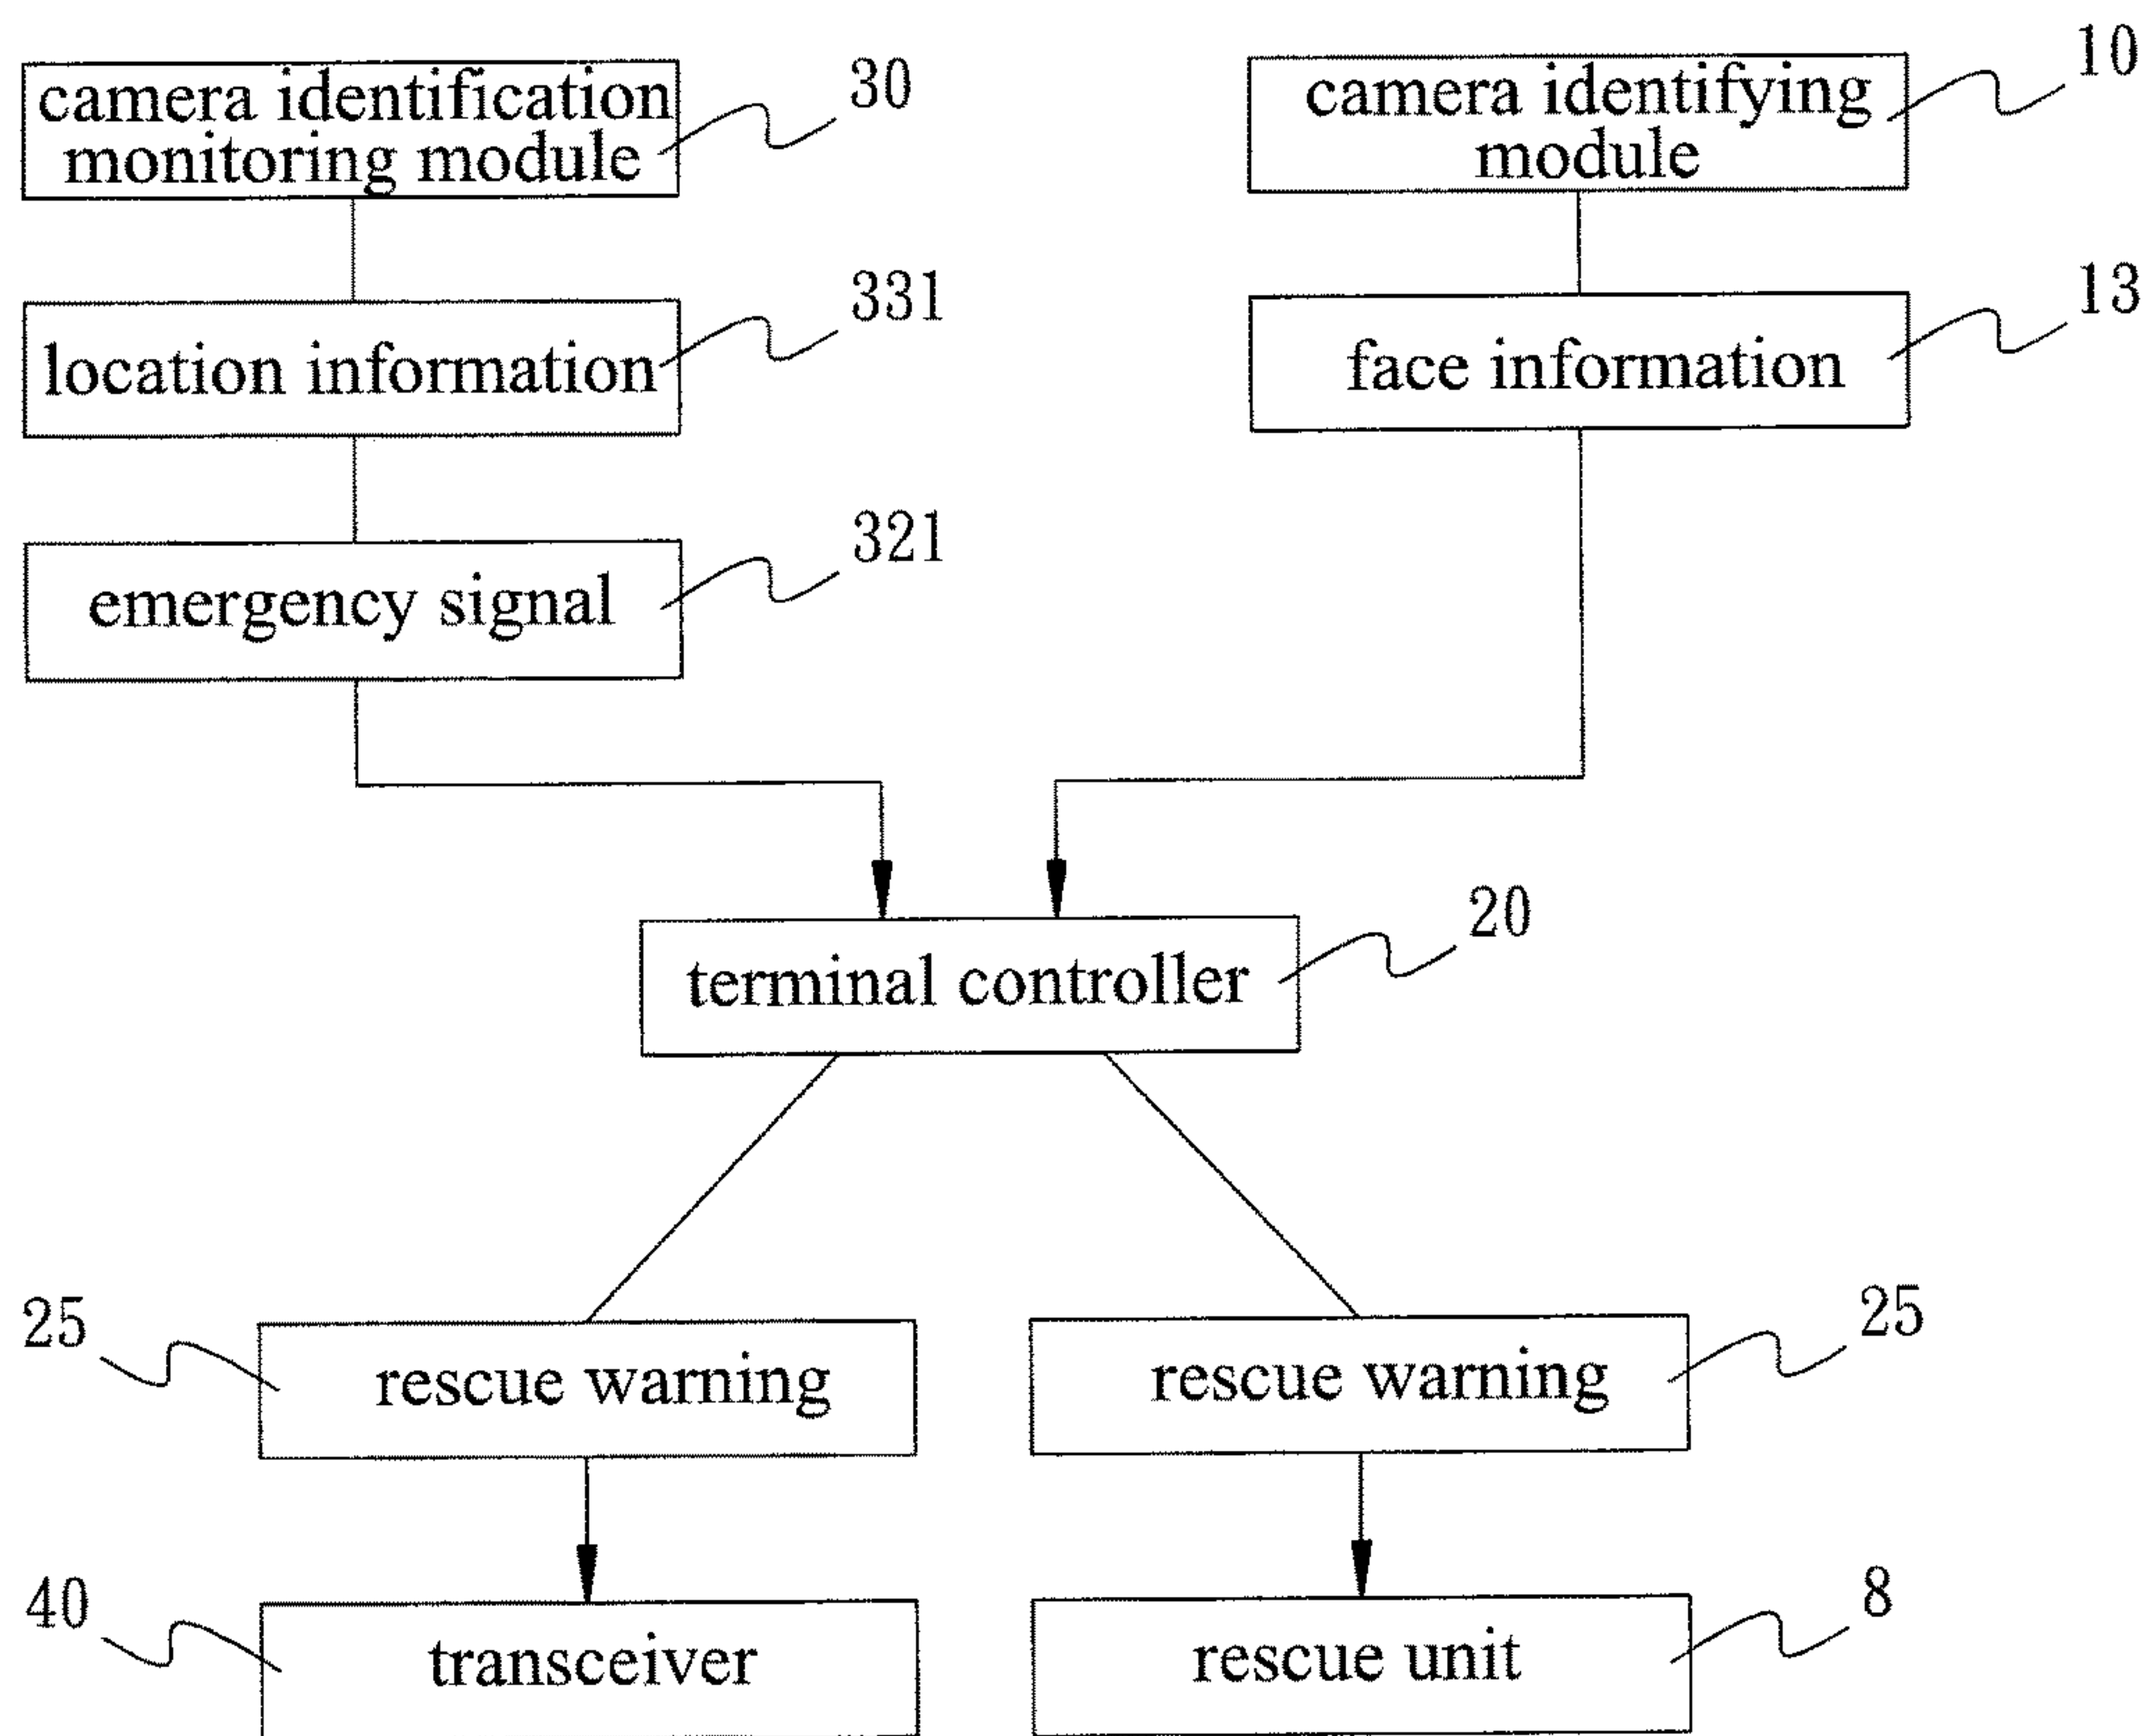 camera identification
monitoring module
30
camera identifying
module
10
location information
331
face information
13
emergency signal
321
terminal controller
20
25
rescue warning
rescue warning
25
40
transceiver
rescue unit
8